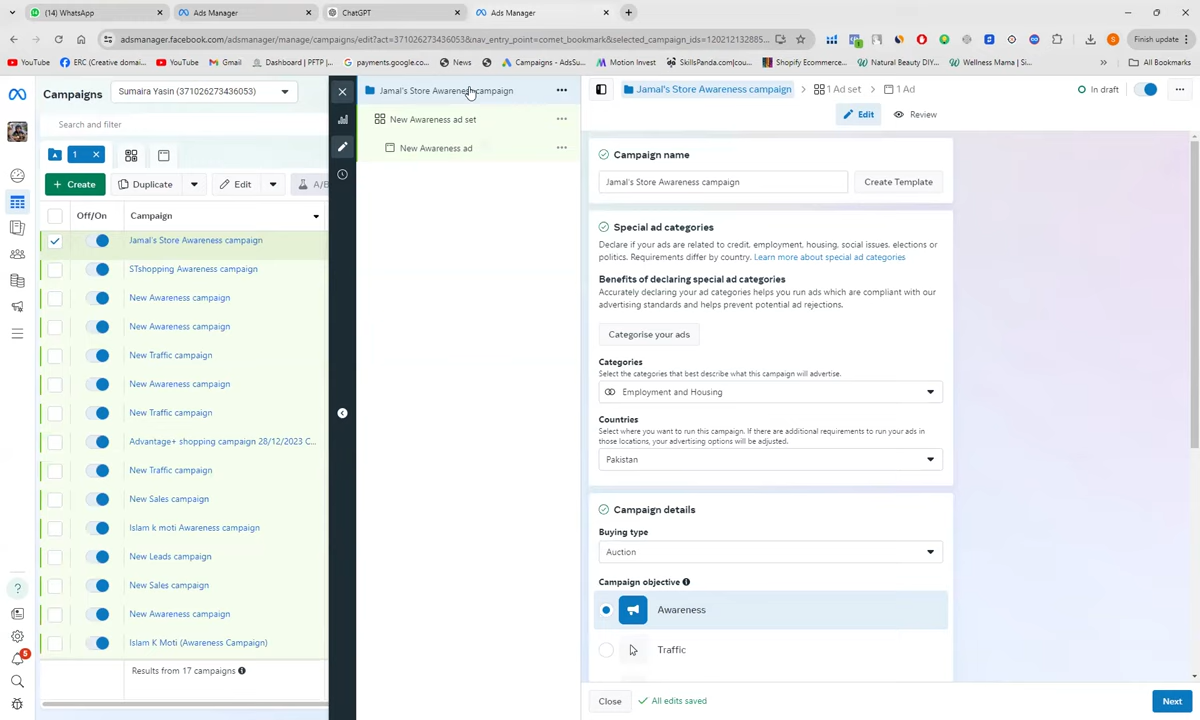 (14) WhatsApp
Ads Manager
ChatGPT
Ads Manager
adsmanager.facebook.com/adsmanager/manage/campaigns/edit?act=371026273436053&nav_entry_point=comet_bookmark&selected_campaign_ids=120212132885...
Finish update
YouTube
ERC (Creative domai...
YouTube
Gmail
Dashboard | PFTP |...
payments.google.co...
News
Campaigns - AdsSu...
Motion Invest
SkillsPanda.com;...
Shopify Ecommerce...
Natural Beauty DIY...
Wellness Mama | Si...
All Bookmarks
Campaigns
Sumaira Yasin (371026273436053)
Search and filter
1
Create
Duplicate
Edit
A/B
Off/On
Campaign
Jamal's Store Awareness campaign
STshopping Awareness campaign
New Awareness campaign
New Awareness campaign
New Traffic campaign
New Awareness campaign
New Traffic campaign
Advantage+ shopping campaign 28/12/2023 C...
New Traffic campaign
New Sales campaign
Islam k moti Awareness campaign
New Leads campaign
New Sales campaign
New Awareness campaign
Islam K Moti (Awareness Campaign)
Results from 17 campaigns
5
Jamal's Store Awareness campaign
New Awareness ad set
New Awareness ad
Jamal's Store Awareness campaign
1 Ad set
1 Ad
In draft
Edit
Review
Campaign name
Jamal's Store Awareness campaign
Create Template
Special ad categories
Declare if your ads are related to credit, employment, housing, social issues, elections or
politics. Requirements differ by country. Learn more about special ad categories
Benefits of declaring special ad categories
Accurately declaring your ad categories helps you run ads which are compliant with our
advertising standards and helps prevent potential ad rejections.
Categorise your ads
Categories
Select the categories that best describe what this campaign will advertise.
Employment and Housing
Countries
Select where you want to run this campaign. If there are additional requirements to run your ads in
those locations, your advertising options will be adjusted.
Pakistan
Campaign details
Buying type
Auction
Campaign objective
Awareness
Traffic
Close
All edits saved
Next